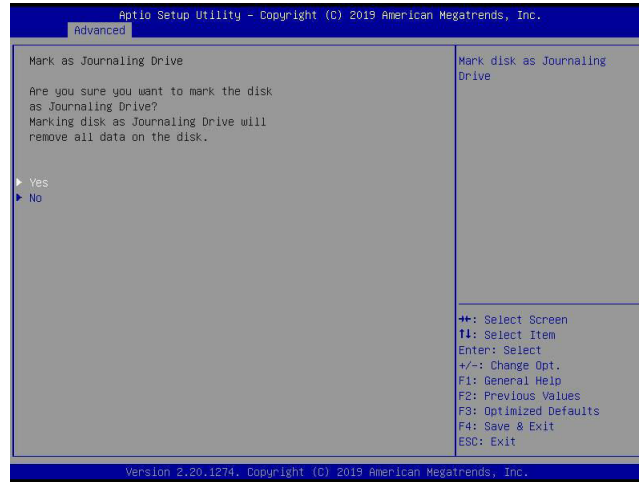 Aptio Setup Utility – Copyright (C) 2019 American Megatrends, Inc.
Advanced
Mark as Journaling Drive
Are you sure you want to mark the disk
as Journaling Drive?
Marking disk as Journaling Drive will
remove all data on the disk.
Yes
No
Mark disk as Journaling
Drive
→←: Select Screen
↑↓: Select Item
Enter: Select
+/-: Change Opt.
F1: General Help
F2: Previous Values
F3: Optimized Defaults
F4: Save & Exit
ESC: Exit
Version 2.20.1274. Copyright (C) 2019 American Megatrends, Inc.